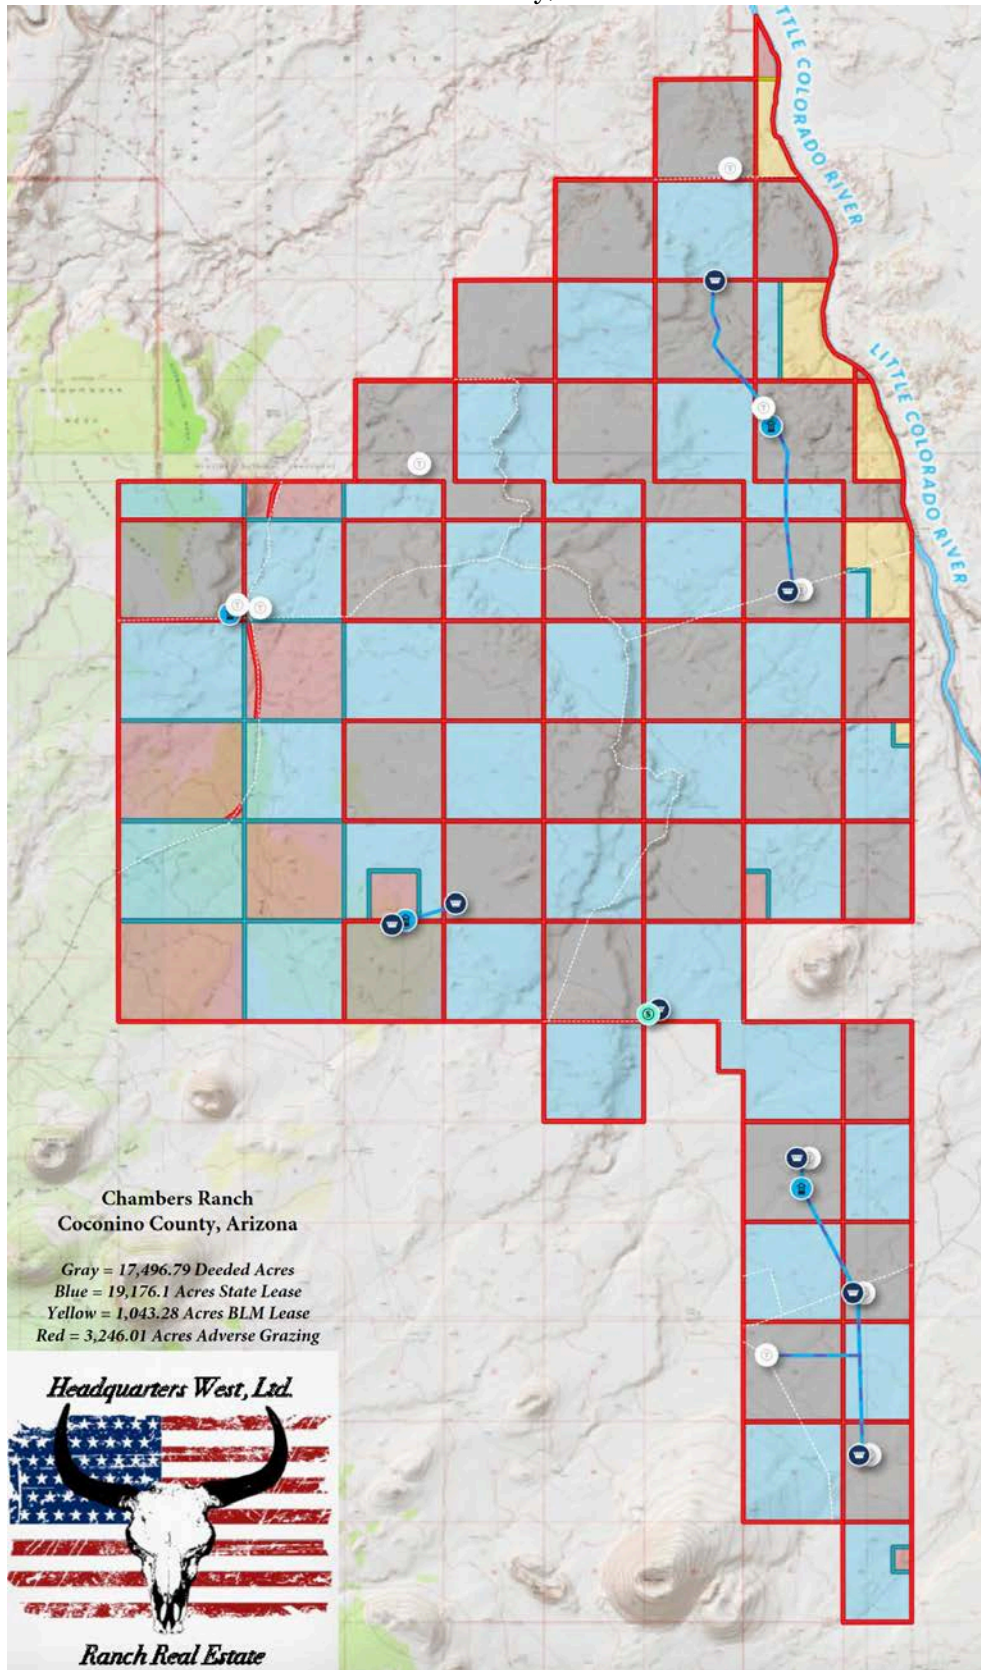 TTLE COLORADO RIVER
LITTLE COLORADO RIVER
Chambers Ranch
Coconino County, Arizona
Gray = 17,496.79 Deeded Acres
Blue = 19,176.1 Acres State Lease
Yellow = 1,043.28 Acres BLM Lease
Red = 3,246.01 Acres Adverse Grazing
Headquarters West, Ltd.
Ranch Real Estate